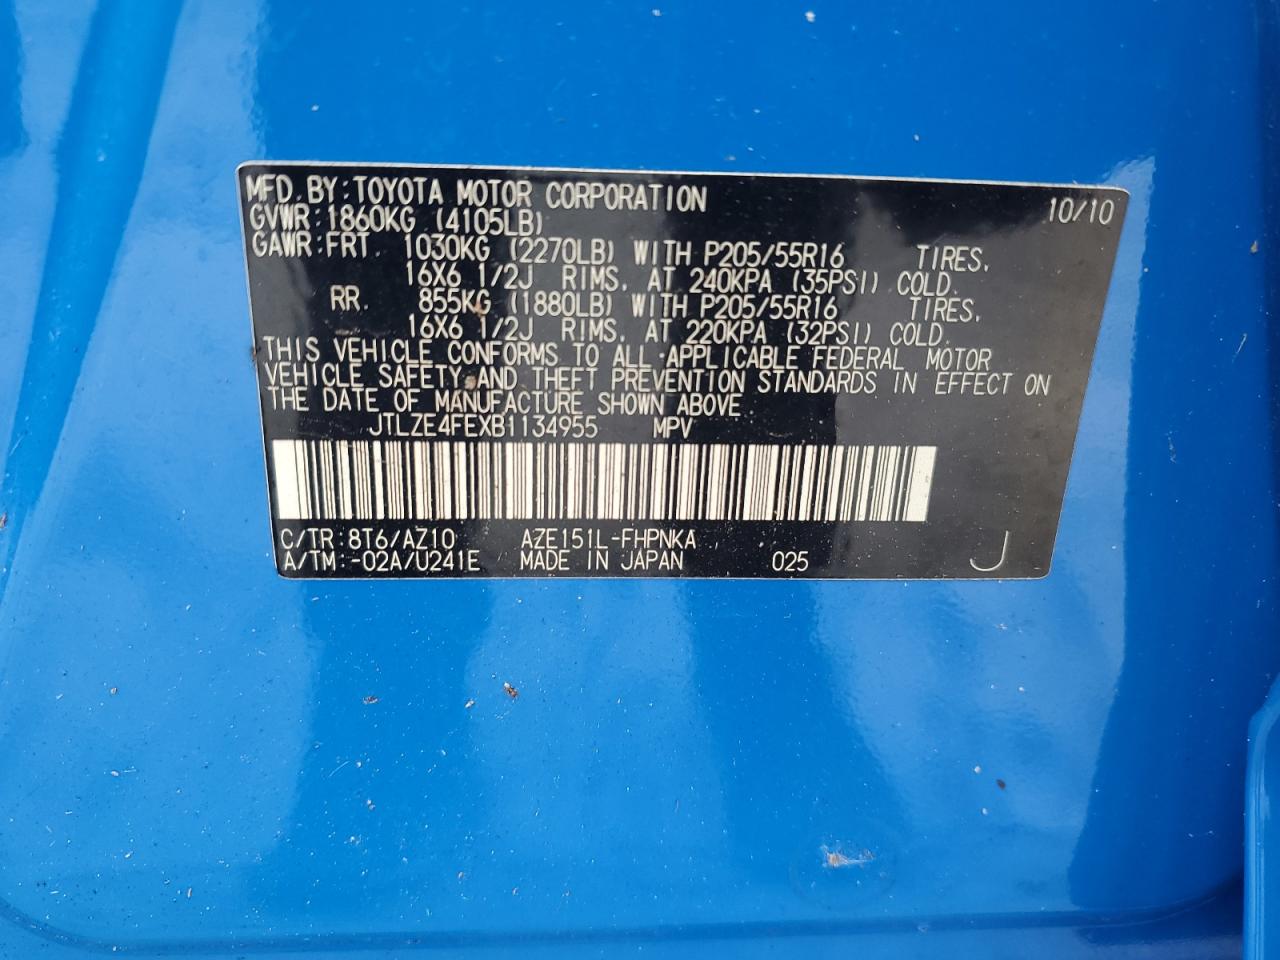 MFD.BY:TOYOTA MOTOR CORPORATION 10/10
GVWR:1860KG (4105LB)
GAWR:FRT. 1030KG (2270LB) WITH P205/55R16 TIRES,
16X6 1/2J RIMS, AT 240KPA (35PSI) COLD.
RR. 855KG (1880LB) WITH P205/55R16 TIRES,
16X6 1/2J RIMS, AT 220KPA (32PSI) COLD.
THIS VEHICLE CONFORMS TO ALL APPLICABLE FEDERAL MOTOR
VEHICLE SAFETY AND THEFT PREVENTION STANDARDS IN EFFECT ON
THE DATE OF MANUFACTURE SHOWN ABOVE.
JTLZE4FEXB1134955 MPV
C/TR:8T6/AZ10 AZE151L-FHPNKA
A/TM:-02A/U241E MADE IN JAPAN 025 J